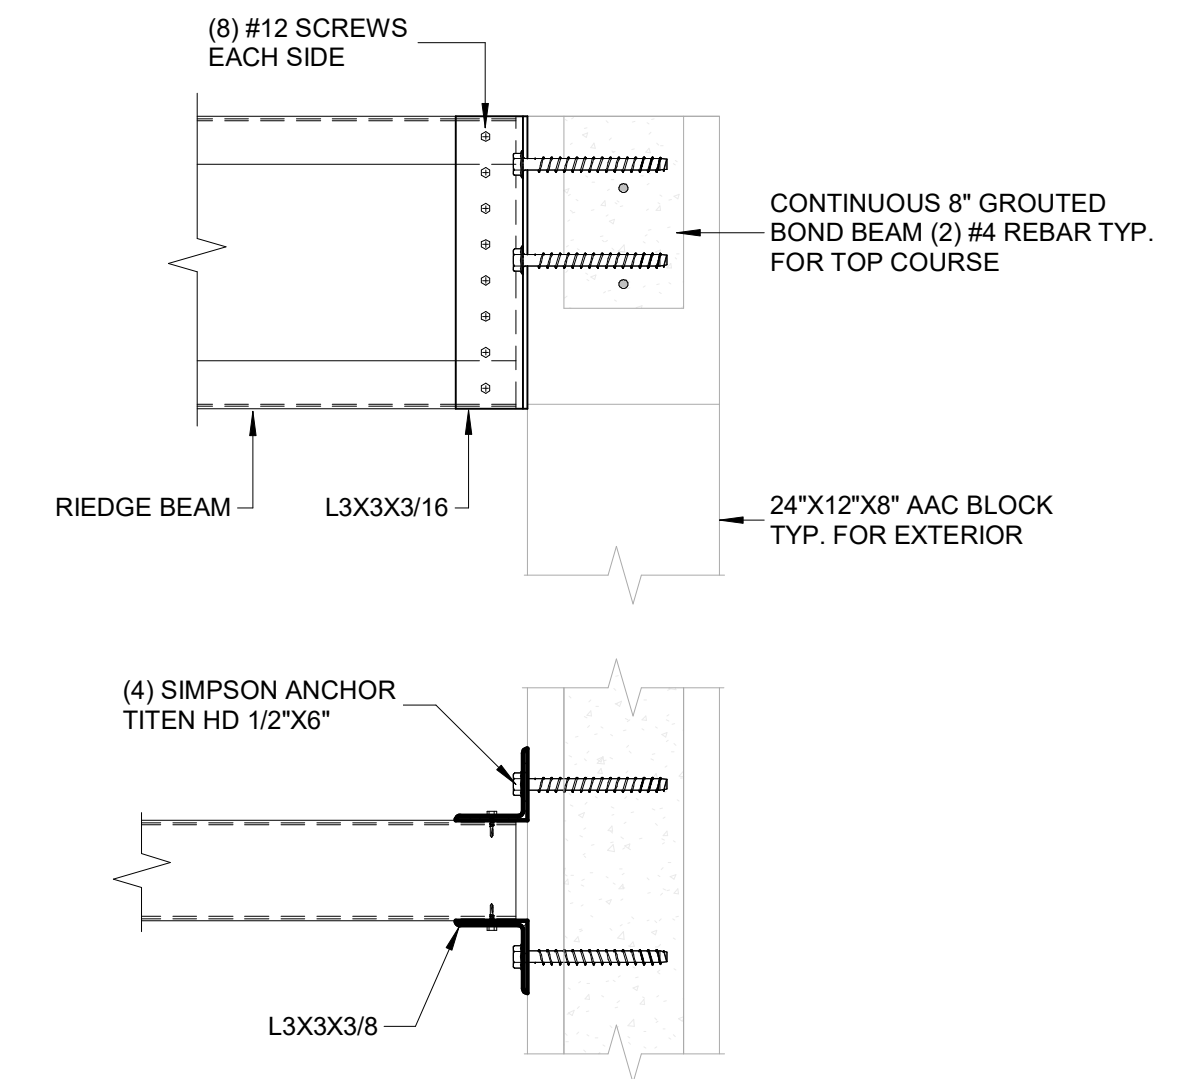 (8) #12 SCREWS
EACH SIDE
CONTINUOUS 8" GROUTED
BOND BEAM (2) #4 REBAR TYP.
FOR TOP COURSE
RIEDGE BEAM
L3X3X3/16
24"X12"X8" AAC BLOCK
TYP. FOR EXTERIOR
(4) SIMPSON ANCHOR
TITEN HD 1/2"X6"
L3X3X3/8